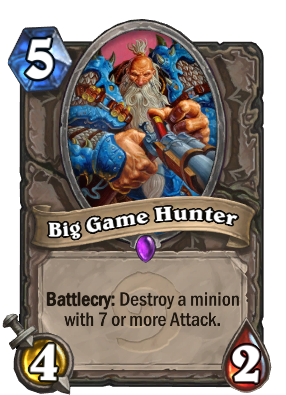 5
Big Game Hunter
Battlecry: Destroy a minion
with 7 or more Attack.
4
2